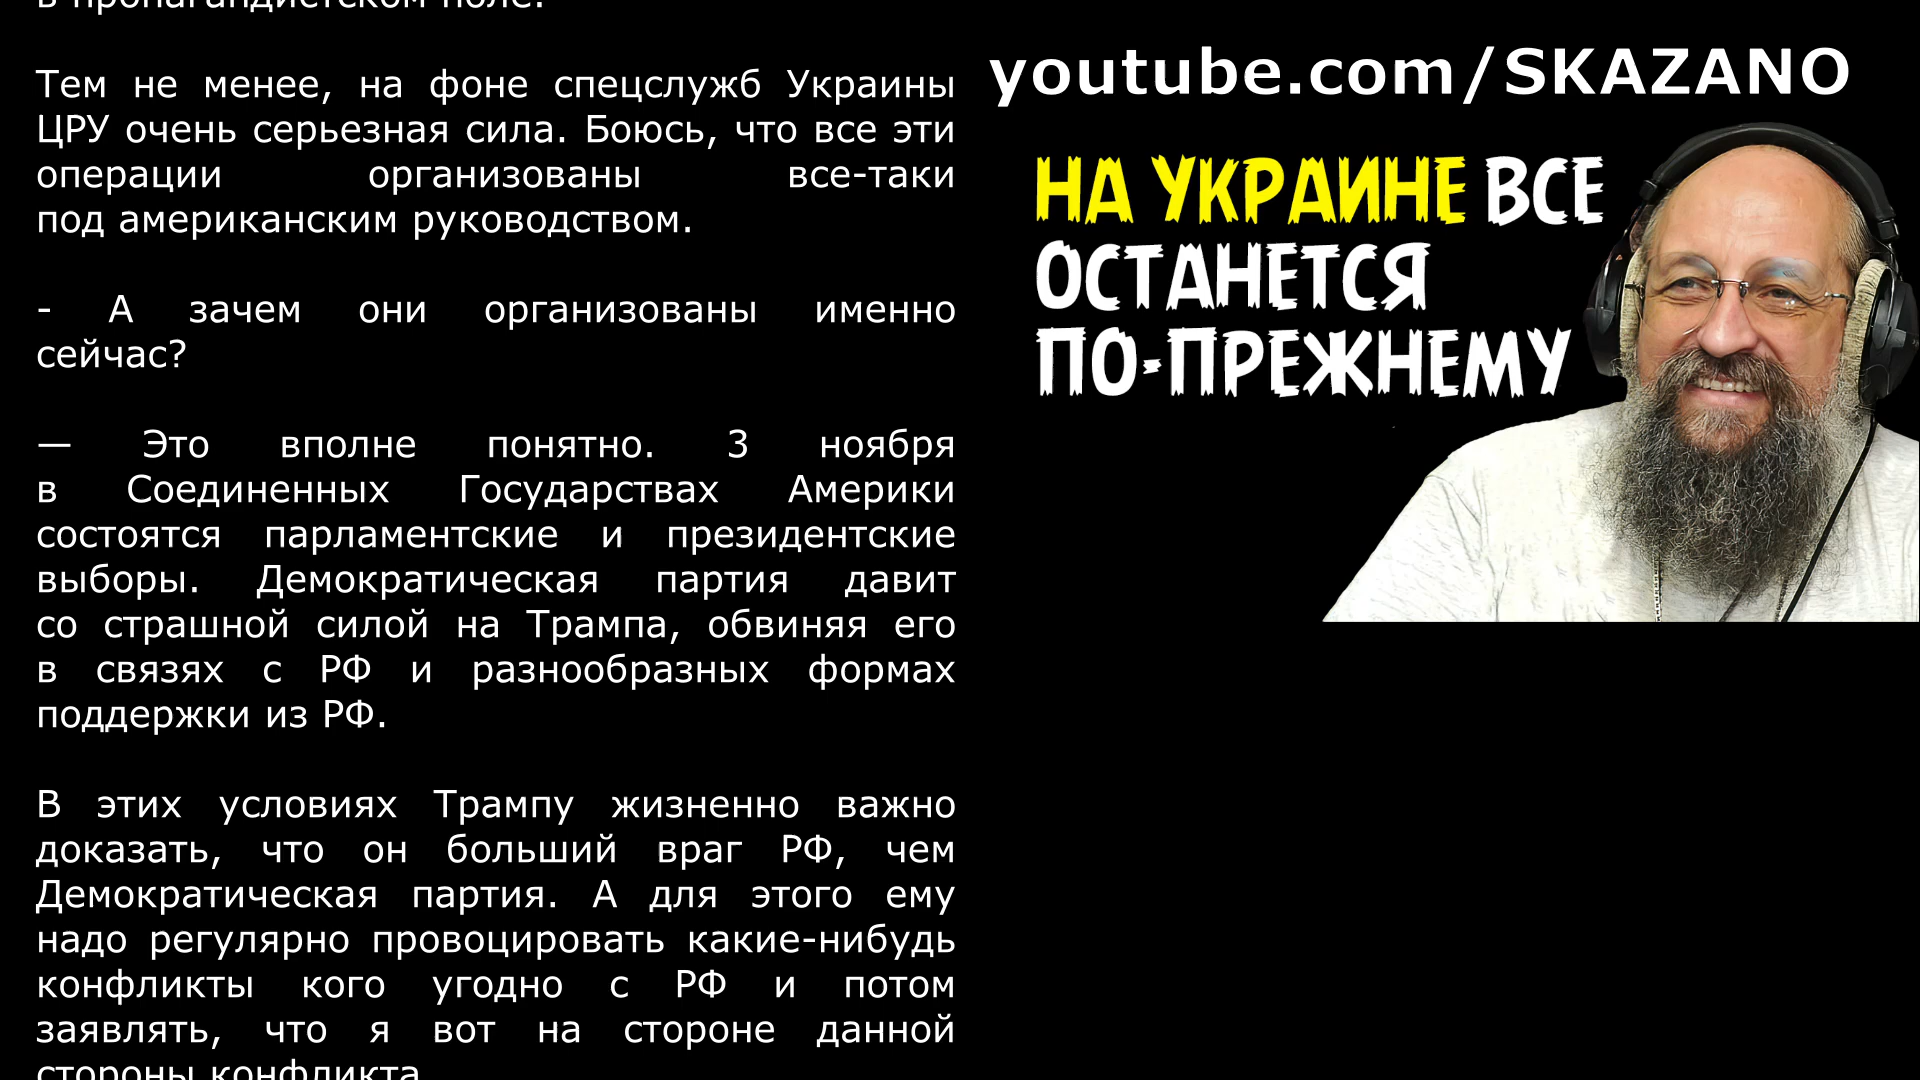 в пропагандистском поле.
Тем не менее, на фоне спецслужб Украины
ЦРУ очень серьезная сила. Боюсь, что все эти
операции организованы все-таки
под американским руководством.
- А зачем они организованы именно
сейчас?
— Это вполне понятно. 3 ноября
в Соединенных Государствах Америки
состоятся парламентские и президентские
выборы. Демократическая партия давит
со страшной силой на Трампа, обвиняя его
в связях с РФ и разнообразных формах
поддержки из РФ.
В этих условиях Трампу жизненно важно
доказать, что он больший враг РФ, чем
Демократическая партия. А для этого ему
надо регулярно провоцировать какие-нибудь
конфликты кого угодно с РФ и потом
заявлять, что я вот на стороне данной
стороны конфликта
youtube.com/SKAZANO
НА УКРАИНЕ ВСЕ
ОСТАНЕТСЯ
ПО-ПРЕЖНЕМУ